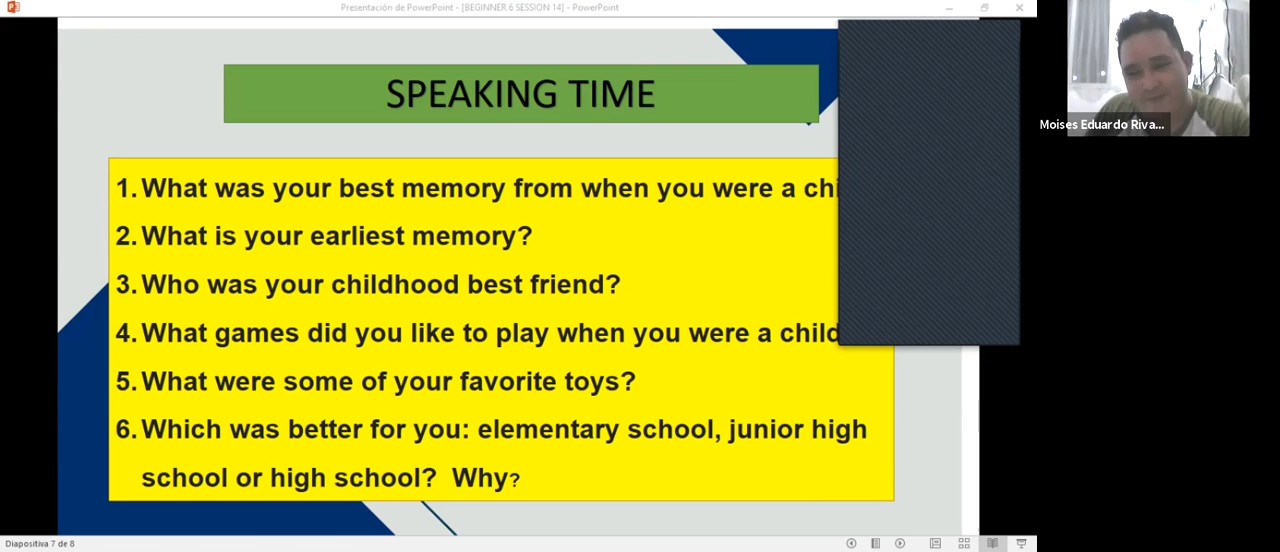 Presentación de PowerPoint - [BEGINNER 6 SESSION 14] - PowerPoint
SPEAKING TIME
1. What was your best memory from when you were a
2. What is your earliest memory?
3. Who was your childhood best friend?
4. What games did you like to play when you were a child
5. What were some of your favorite toys?
6. Which was better for you: elementary school, junior high
school or high school? Why?
Moises Eduardo Riva...
Diapositiva 7 de 8